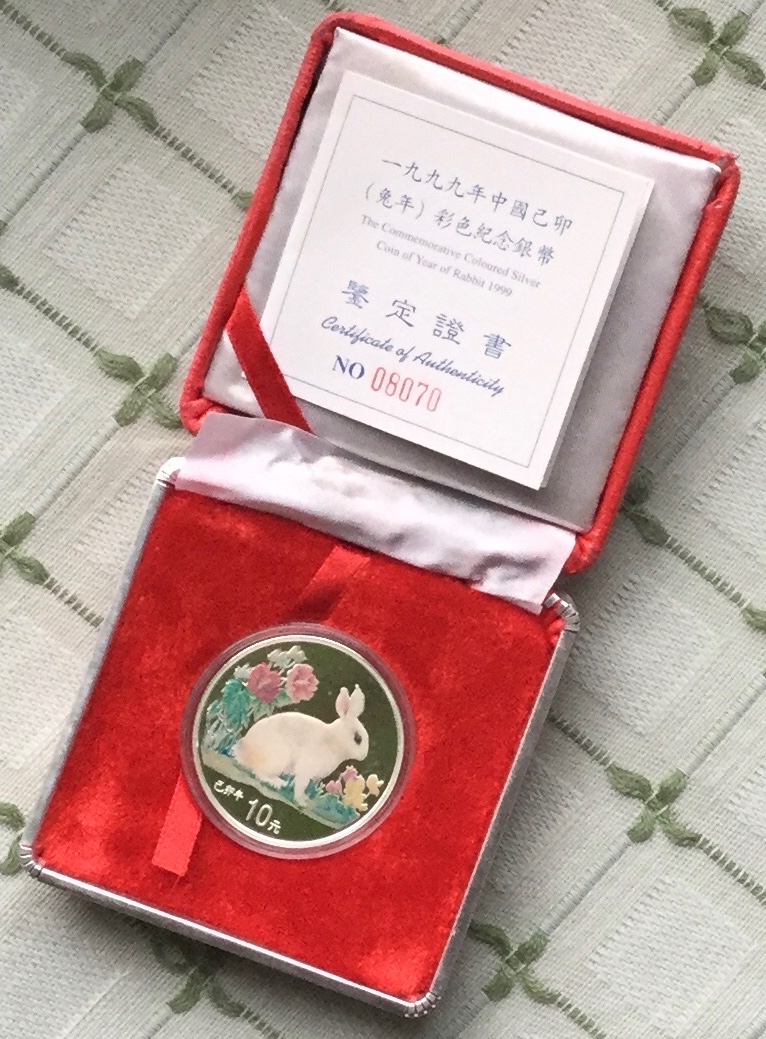 一九九九年中國己卯
（兔年）彩色紀念銀幣
The Commemorative Coloured Silver
Coin of Year of Rabbit 1999
鑒定證書
Certificate of Authenticity
NO 08070
己卯年
10元